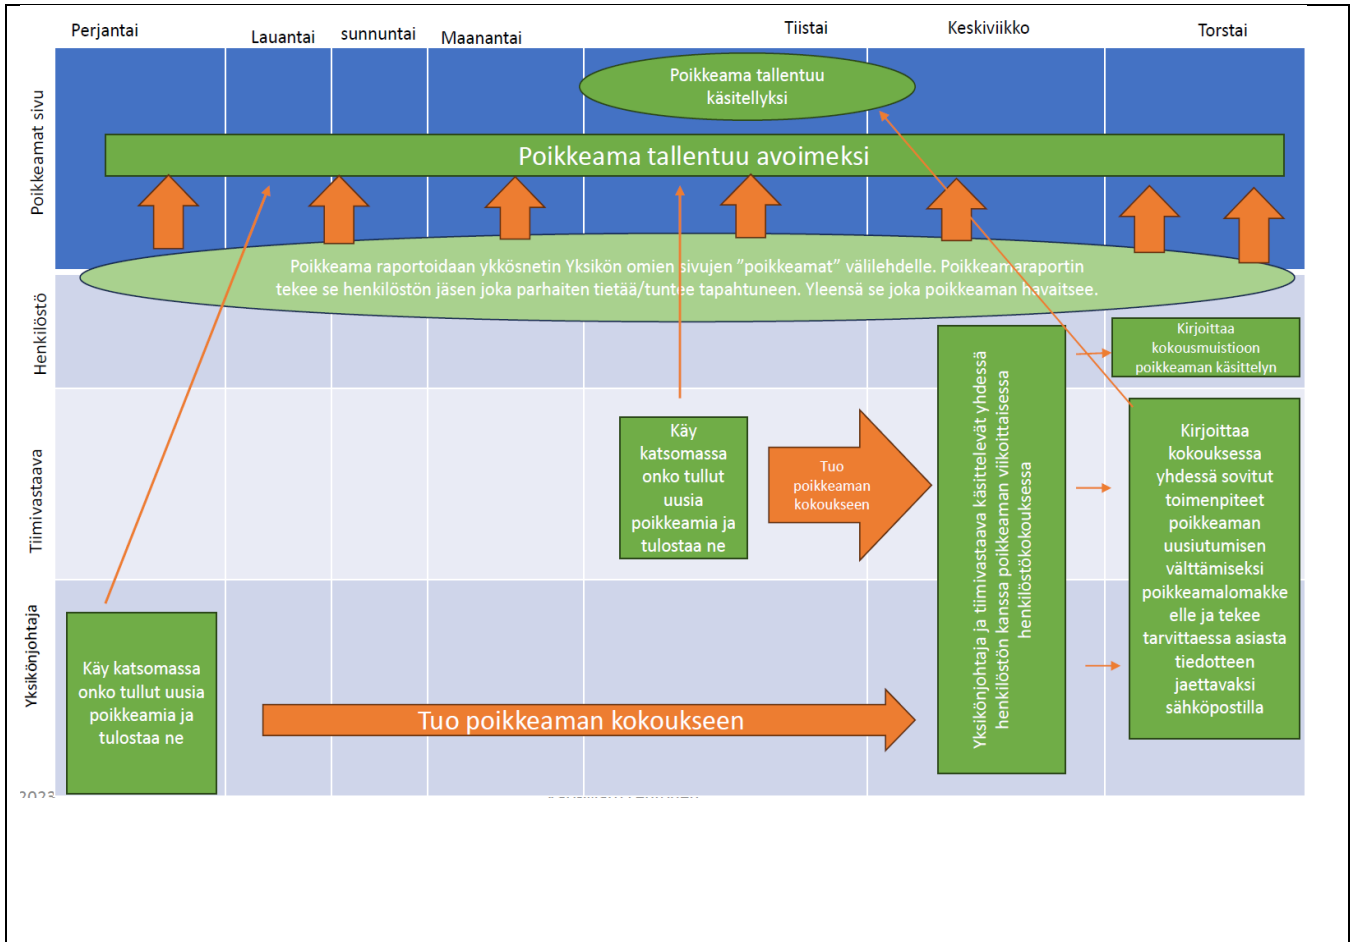 Perjantai
Lauantai
sunnuntai
Maanantai
Tiistai
Keskiviikko
Torstai
Poikkeamat sivu
Poikkeama tallentuu
käsitellyksi
Poikkeama tallentuu avoimeksi
Poikkeama raportoidaan ykkösnetin Yksikön omien sivujen ”poikkeamat” välilehdelle. Poikkeamaraportin
tekee se henkilöstön jäsen joka parhaiten tietää/tuntee tapahtuneen. Yleensä se joka poikkeaman havaitsee.
Henkilöstö
Kirjoittaa
kokousmuistioon
poikkeaman käsittelyn
Tiimivastaava
Käy
katsomassa
onko tullut
uusia
poikkeamia ja
tulostaa ne
Tuo
poikkeaman
kokoukseen
Yksikönjohtaja ja tiimivastaava käsittelevät yhdessä
henkilöstön kanssa poikkeaman viikoittaisessa
henkilöstökokouksessa
Kirjoittaa
kokouksessa
yhdessä sovitut
toimenpiteet
poikkeaman
uusiutumisen
välttämiseksi
poikkeamalomakke
elle ja tekee
tarvittaessa asiasta
tiedotteen
jaettavaksi
sähköpostilla
Yksikönjohtaja
Käy katsomassa
onko tullut uusia
poikkeamia ja
tulostaa ne
Tuo poikkeaman kokoukseen
2023